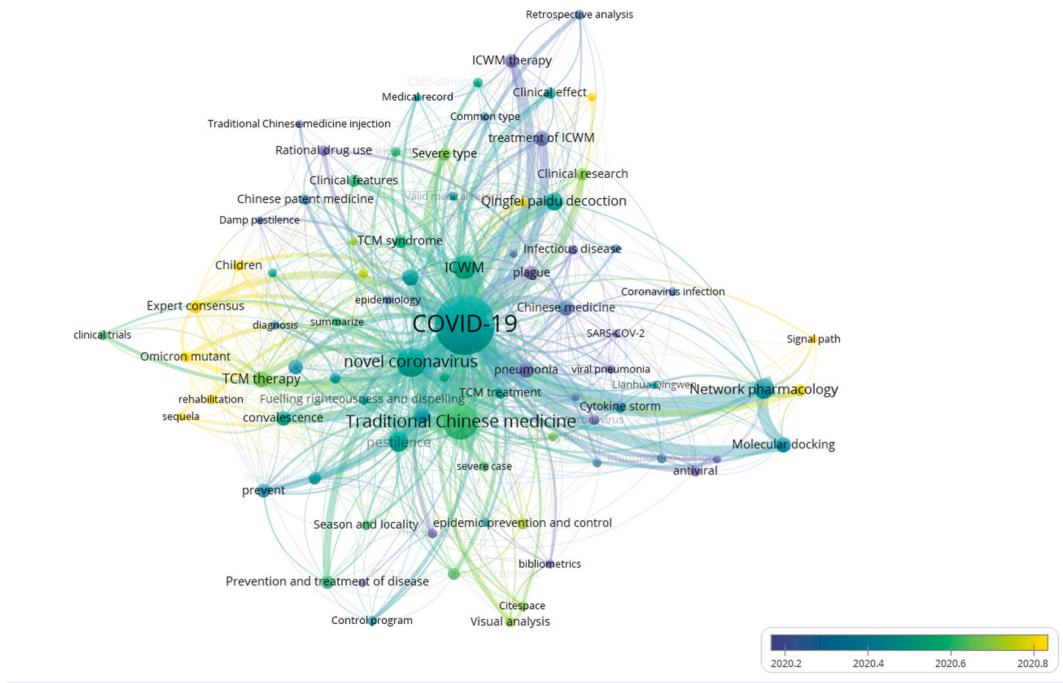 Retrospective analysis
ICWM therapy
Medical record
Clinical effect
Common type
Traditional Chinese medicine injection
treatment of ICWM
Rational drug use
Severe type
Clinical features
Clinical research
Chinese patent medicine
Qingfei paidu decoction
Damp pestilence
TCM syndrome
Infectious disease
Children
ICWM
plague
Coronavirus infection
epidemiology
Expert consensus
Chinese medicine
diagnosis
summarize
COVID-19
SARS-COV-2
clinical trials
Signal path
Omicron mutant
novel coronavirus
pneumonia
viral pneumonia
TCM therapy
Lianhua Qingwen
Network pharmacology
TCM treatment
rehabilitation
Fuelling righteousness and dispelling
Cytokine storm
sequela
convalescence
Traditional Chinese medicine
pestilence
Molecular docking
severe case
antiviral
prevent
Season and locality
epidemic prevention and control
bibliometrics
Prevention and treatment of disease
Citespace
Control program
Visual analysis
2020.2
2020.4
2020.6
2020.8